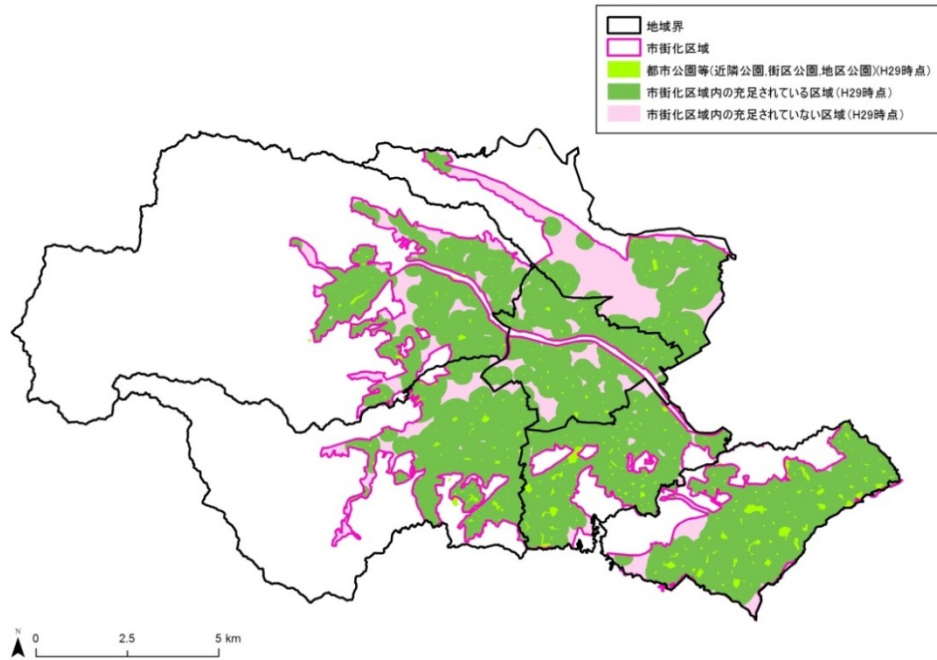 地域界
市街化区域
都市公園等(近隣公園,街区公園,地区公園)(H29時点)
市街化区域内の充足されている区域(H29時点)
市街化区域内の充足されていない区域(H29時点)
N
0 2.5 5 km